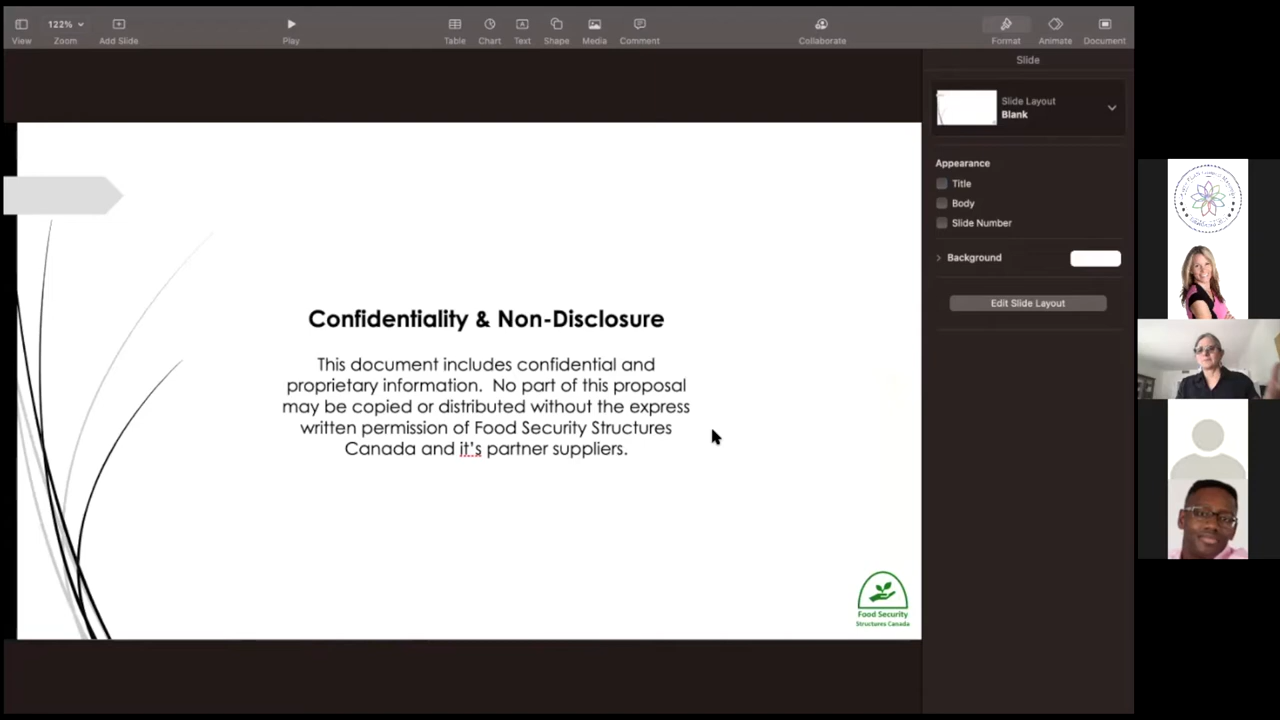 122%
View
Zoom
Add Slide
Play
Table
Chart
Text
Shape
Media
Comment
Collaborate
Format
Animate
Document
Slide
Slide Layout
Blank
Appearance
Title
Body
Slide Number
Background
Edit Slide Layout
Confidentiality & Non-Disclosure
This document includes confidential and
proprietary information. No part of this proposal
may be copied or distributed without the express
written permission of Food Security Structures
Canada and it's partner suppliers.
Food Security
Structures Canada